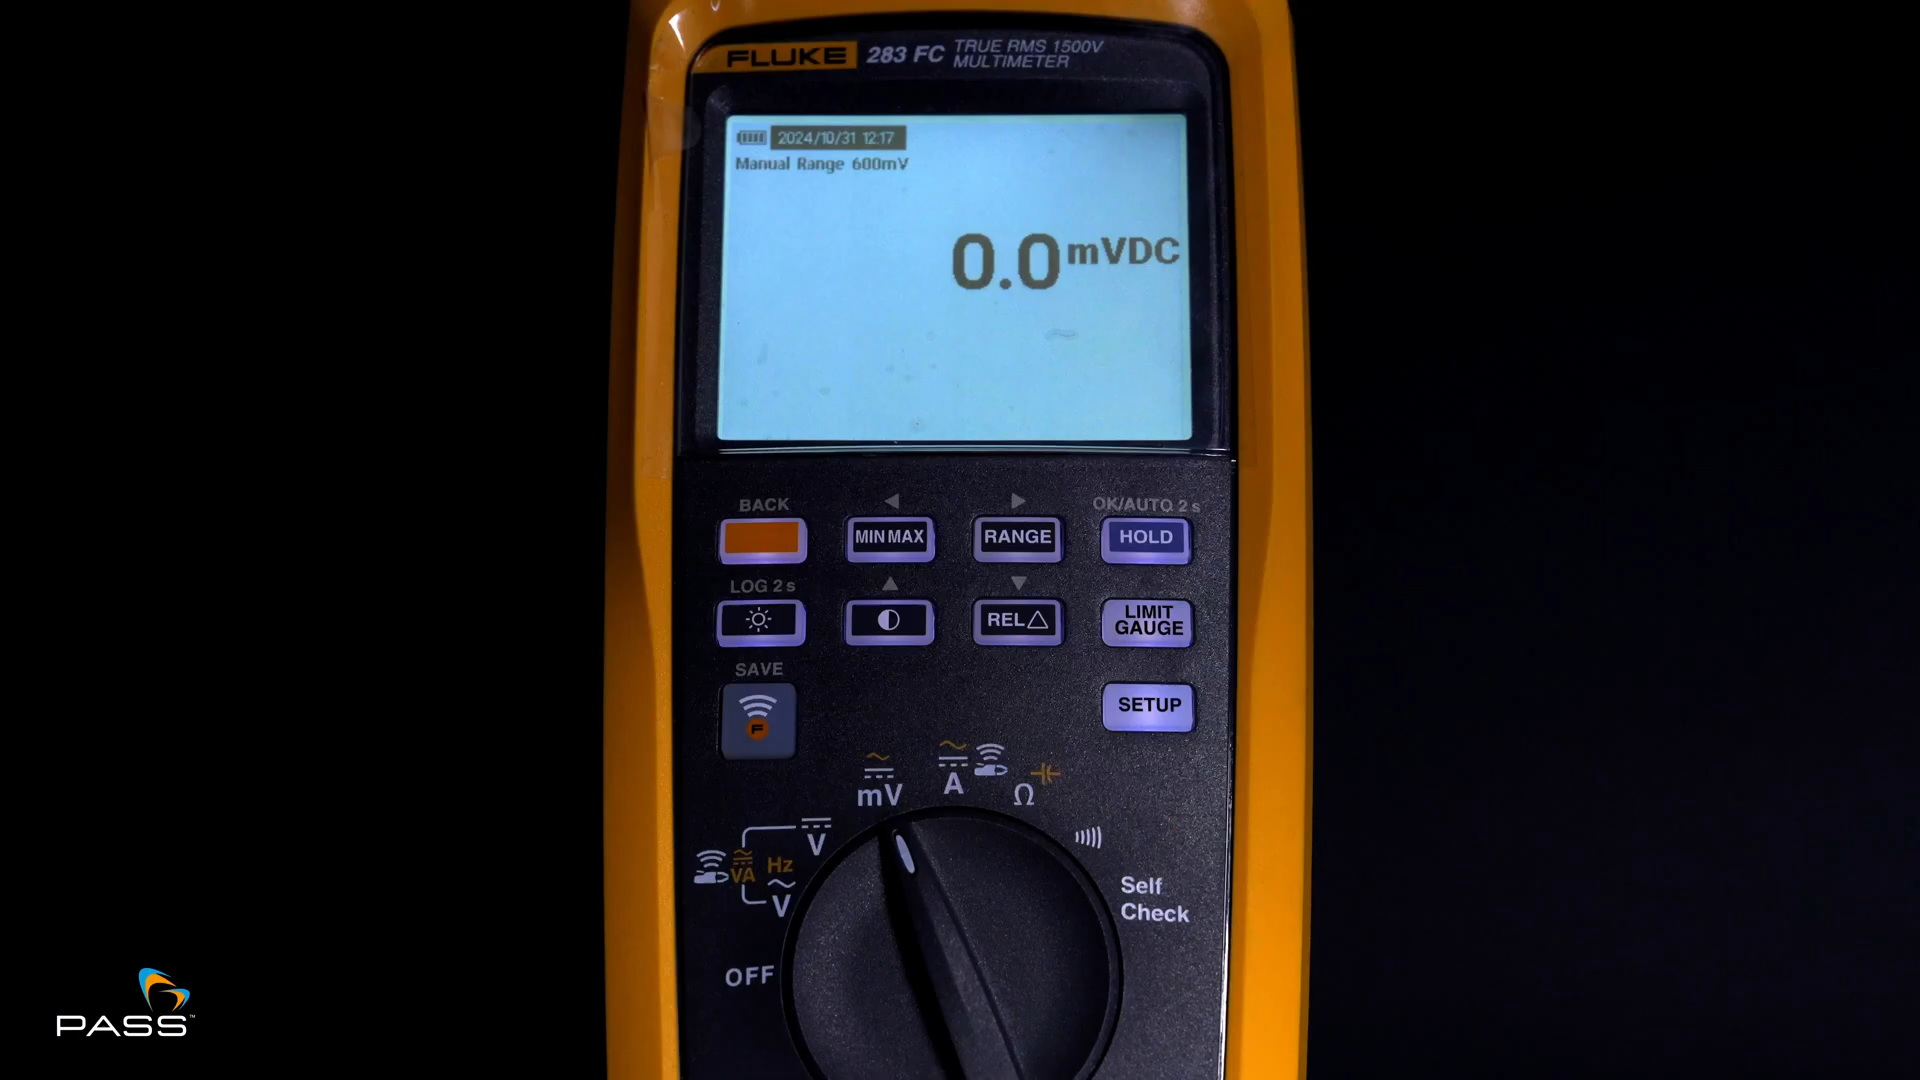 FLUKE 283 FC TRUE RMS 1500V
MULTIMETER
2024/10/31 12:17
Manual Range 600mV
0.0 mVDC
BACK
OK/AUTO 2 s
MIN MAX
RANGE
HOLD
LOG 2 s
REL△
LIMIT
GAUGE
SAVE
F
SETUP
mV
A
Ω
V
VA
Hz
V
Self
Check
OFF
PASS™